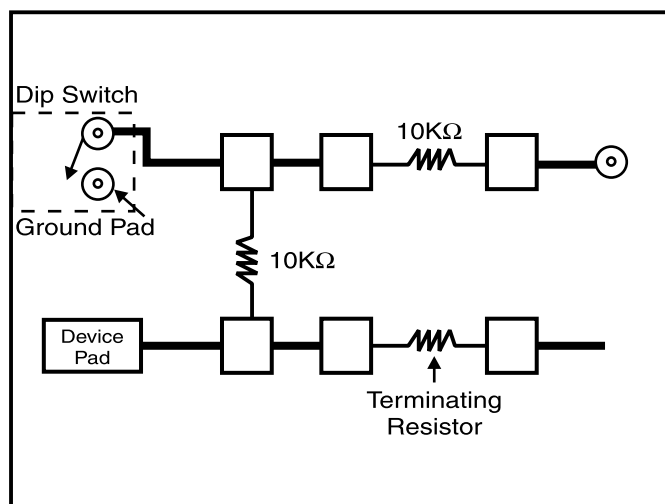 Dip Switch
10KΩ
Ground Pad
10KΩ
Device
Pad
Terminating
Resistor